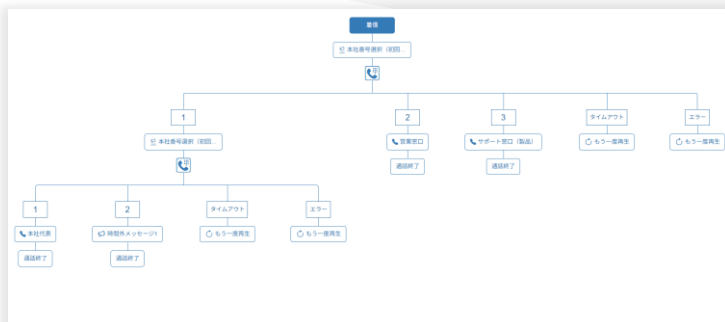 着信
本社番号選択（初回...
1
2
3
タイムアウト
エラー
本社番号選択（初回...
営業窓口
サポート窓口（製品）
もう一度再生
もう一度再生
通話終了
通話終了
1
2
タイムアウト
エラー
本社代表
時間外メッセージ1
もう一度再生
もう一度再生
通話終了
通話終了